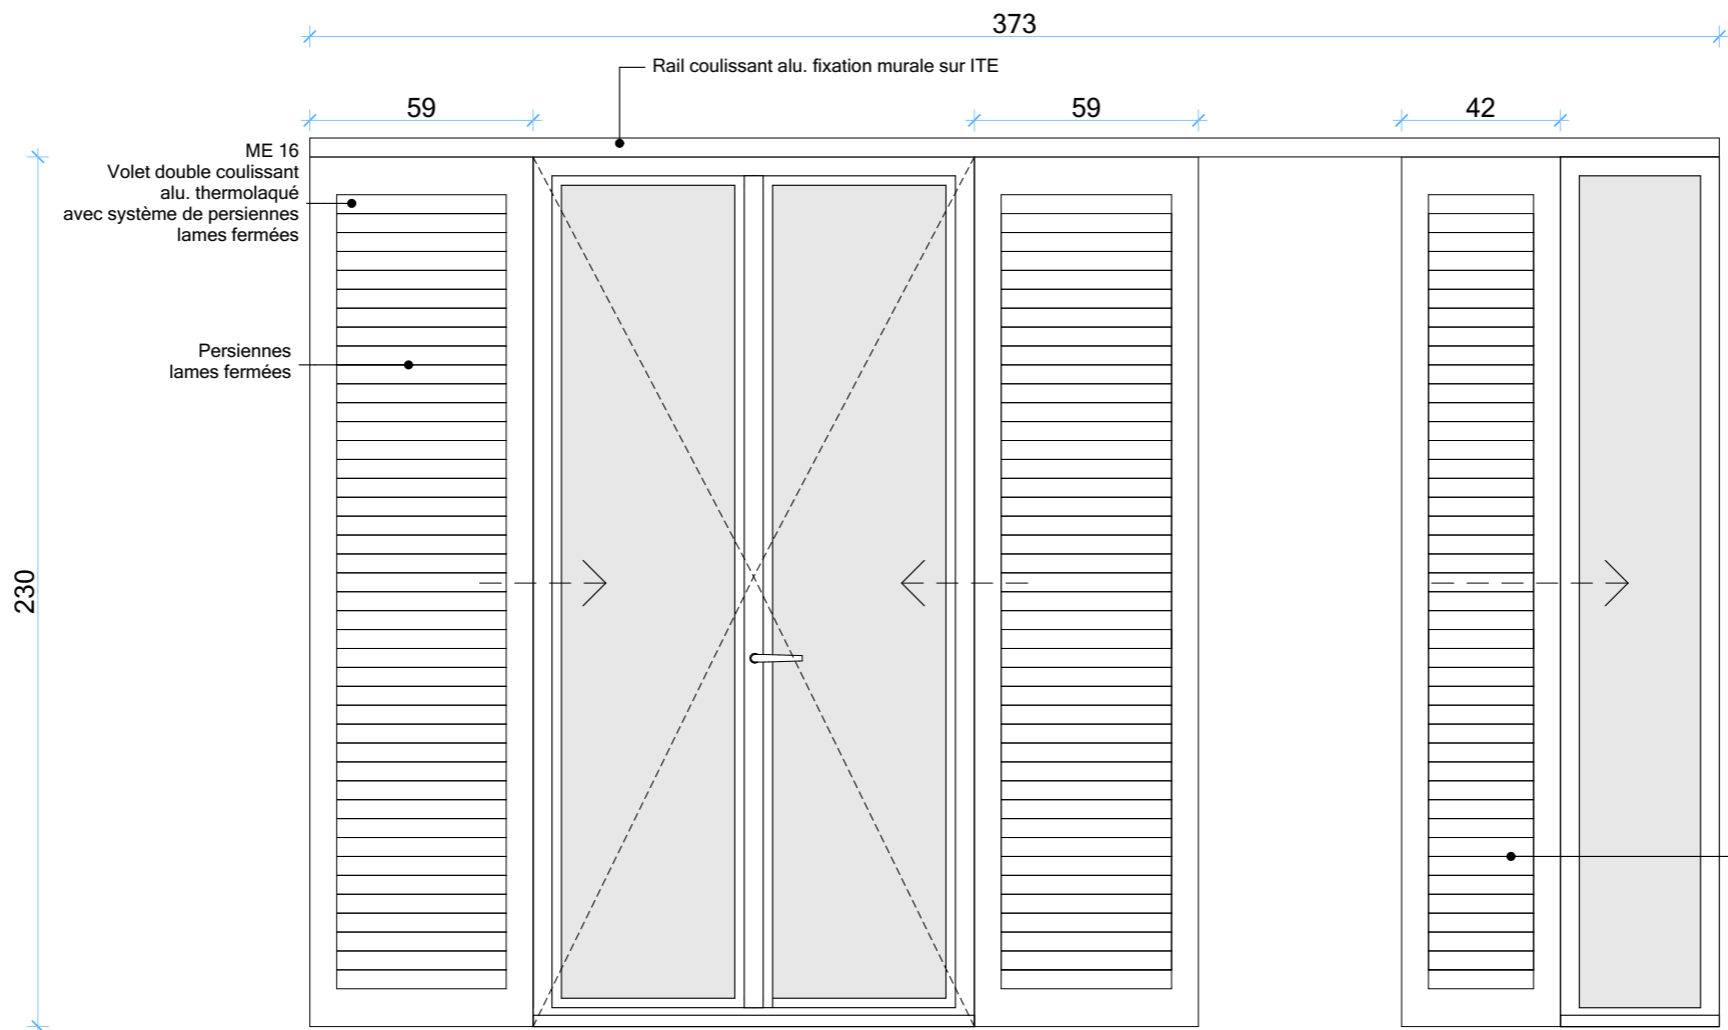 373
Rail coulissant alu. fixation murale sur ITE
59
59
42
ME 16
Volet double coulissant
alu. thermolaqué
avec système de persiennes
lames fermées
Persiennes
lames fermées
230